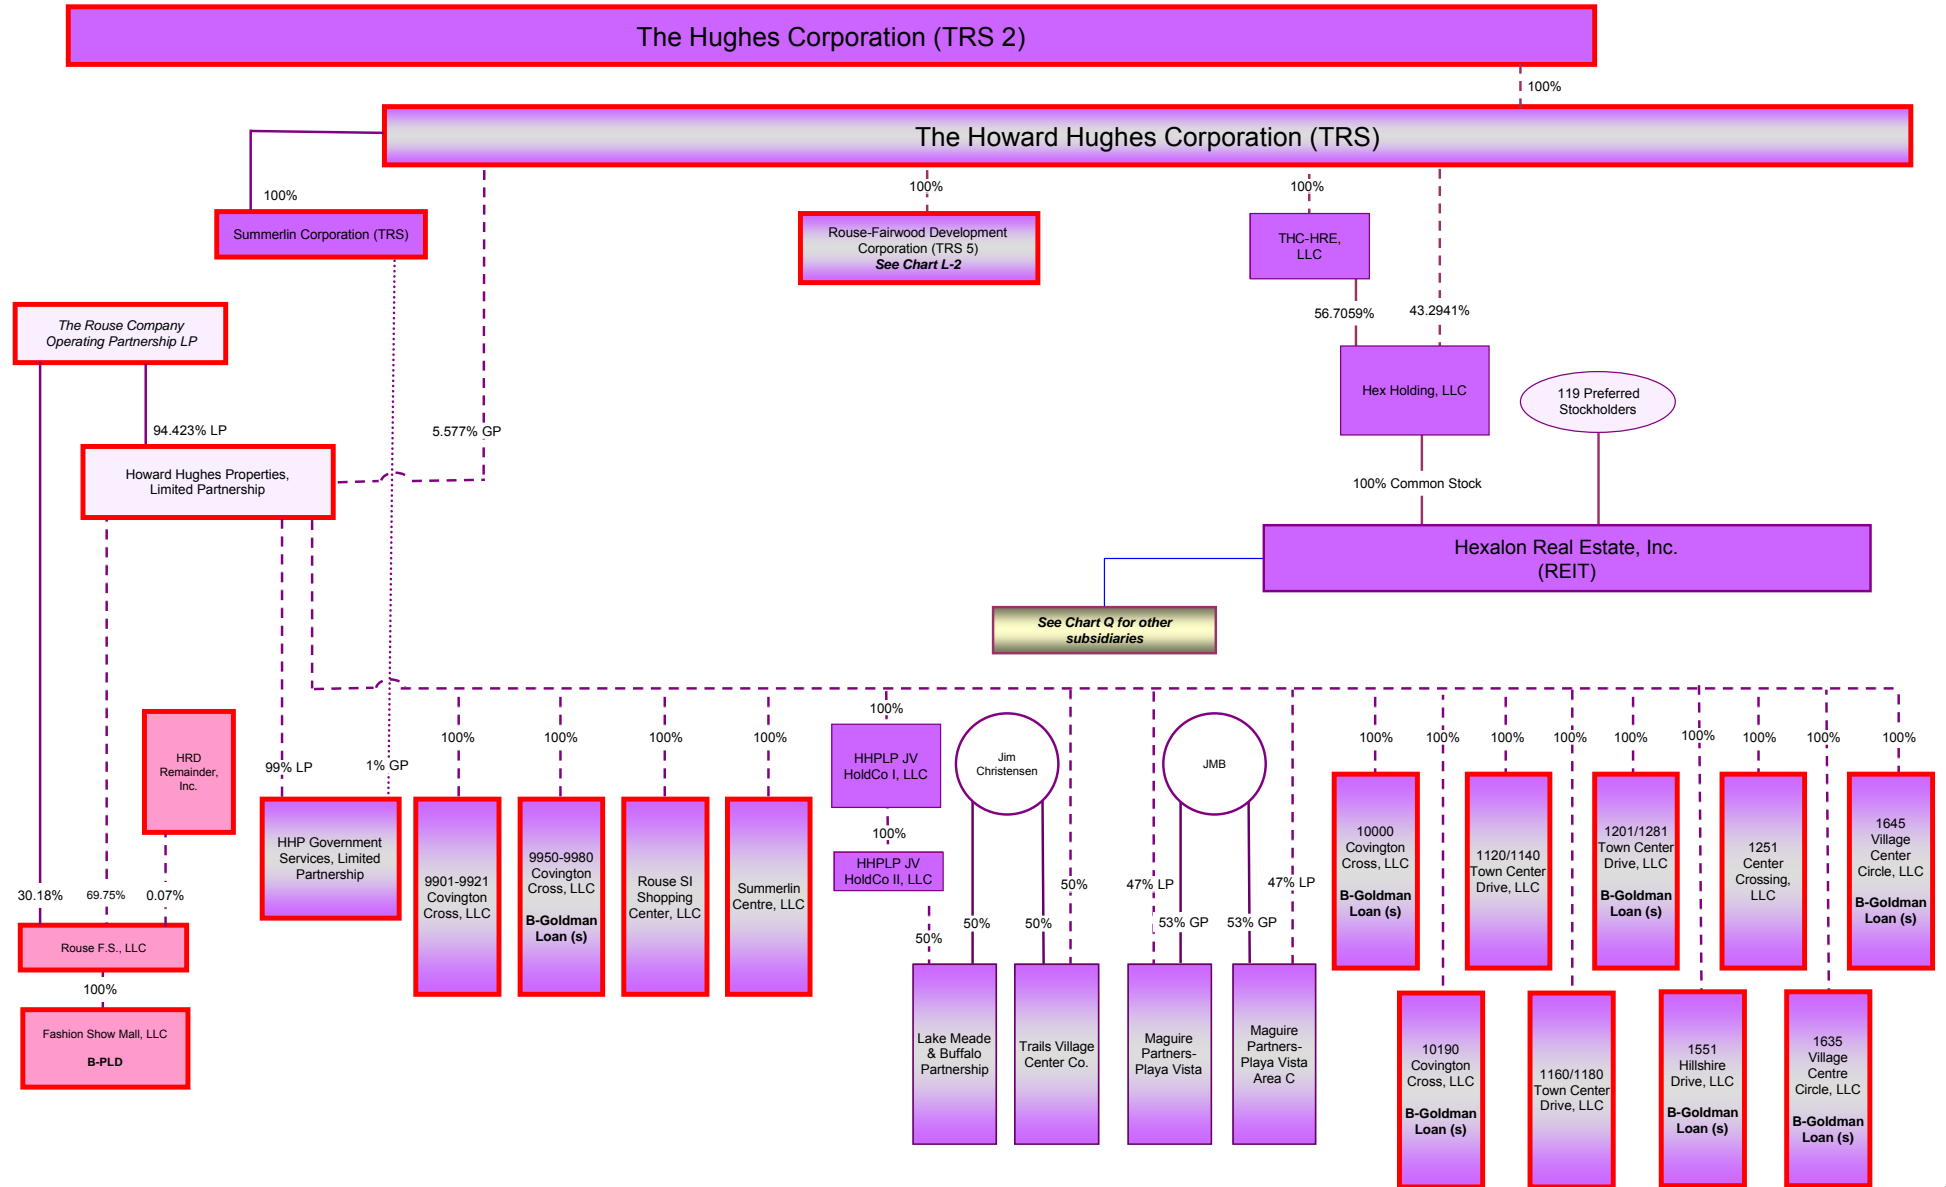 The Hughes Corporation (TRS 2)
100%
The Howard Hughes Corporation (TRS)
100%
100%
100%
Summerlin Corporation (TRS)
Rouse-Fairwood Development
Corporation (TRS 5)
See Chart L-2
THC-HRE,
LLC
The Rouse Company
Operating Partnership LP
56.7059%
43.2941%
Hex Holding, LLC
119 Preferred
Stockholders
94.423% LP
5.577% GP
Howard Hughes Properties,
Limited Partnership
100% Common Stock
Hexalon Real Estate, Inc.
(REIT)
See Chart Q for other
subsidiaries
HRD
Remainder,
Inc.
99% LP
1% GP
100%
100%
100%
100%
100%
HHPLP JV
HoldCo I, LLC
100%
HHPLP JV
HoldCo II, LLC
Jim
Christensen
JMB
100%
100%
100%
100%
100%
100%
100%
100%
100%
HHP Government
Services, Limited
Partnership
9901-9921
Covington
Cross, LLC
9950-9980
Covington
Cross, LLC
B-Goldman
Loan (s)
Rouse SI
Shopping
Center, LLC
Summerlin
Centre, LLC
10000
Covington
Cross, LLC
B-Goldman
Loan (s)
1120/1140
Town Center
Drive, LLC
1201/1281
Town Center
Drive, LLC
B-Goldman
Loan (s)
1251
Center
Crossing,
LLC
1645
Village
Center
Circle, LLC
B-Goldman
Loan (s)
30.18%
69.75%
0.07%
50%
50%
50%
50%
47% LP
53% GP
53% GP
47% LP
Rouse F.S., LLC
100%
Fashion Show Mall, LLC
B-PLD
Lake Meade
& Buffalo
Partnership
Trails Village
Center Co.
Maguire
Partners-
Playa Vista
Maguire
Partners-
Playa Vista
Area C
10190
Covington
Cross, LLC
B-Goldman
Loan (s)
1160/1180
Town Center
Drive, LLC
1551
Hillshire
Drive, LLC
B-Goldman
Loan (s)
1635
Village
Centre
Circle, LLC
B-Goldman
Loan (s)